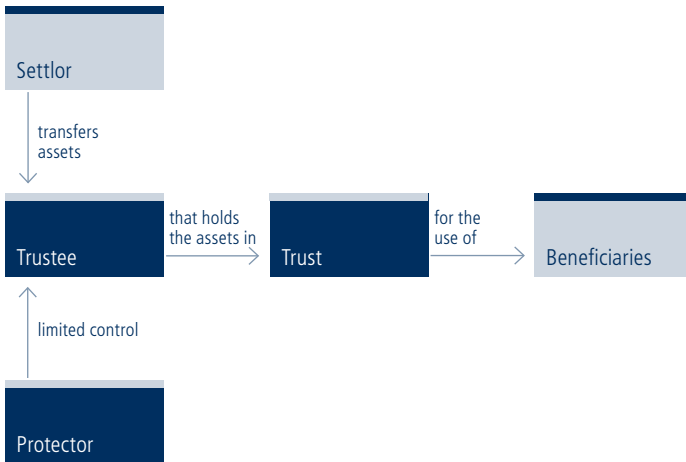 Settlor
transfers
assets
Trustee
that holds
the assets in
Trust
for the
use of
Beneficiaries
limited control
Protector